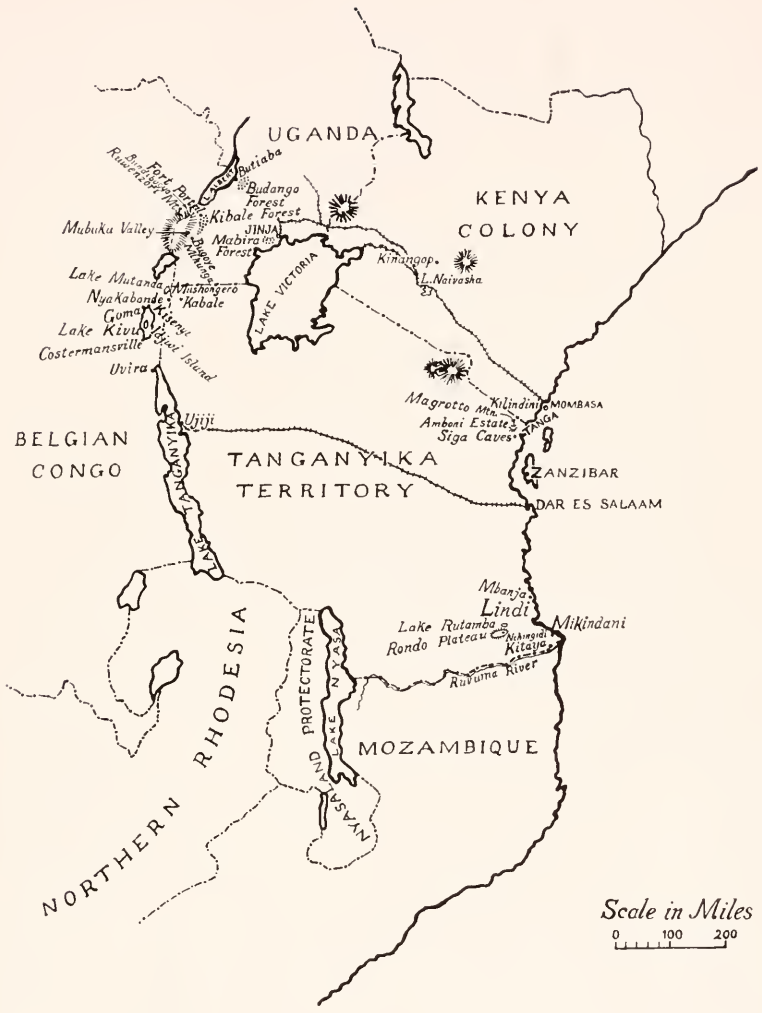 UGANDA
KENYA
COLONY
L. ALBERT
Butiaba
Budango
Forest
Kibale Forest
Fort Portal
Bundibugyo
Ruwenzori Mts.
Mubuku Valley
JINJA
Mabira
Forest
Bugoye
LAKE VICTORIA
Kinangop
L. Naivasha
Lake Mutanda
Mushongero
Nyakabonde
Kabale
Goma
Kisenyi
Lake Kivu
Idjwi Island
Costermansville
Uvira
Ujiji
BELGIAN
CONGO
LAKE TANGANYIKA
TANGANYIKA
TERRITORY
Magrotto Mtn.
Kilindini
MOMBASA
Amboni Estate
Siga Caves
TANGA
ZANZIBAR
DAR ES SALAAM
Mbanja
Lindi
Mikindani
Lake Rutamba
Rondo Plateau
Nchingidi
Kitaya
Ruvuma River
NORTHERN RHODESIA
NYASALAND PROTECTORATE
LAKE NYASA
MOZAMBIQUE
Scale in Miles
0 100 200